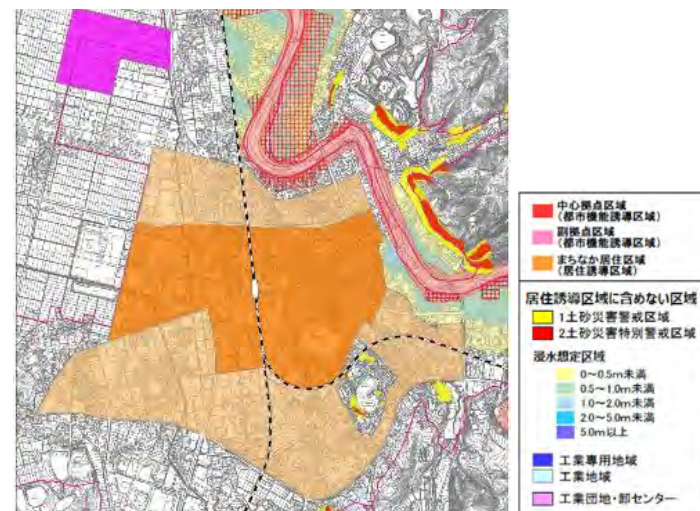 中心拠点区域
(都市機能誘導区域)
副拠点区域
(都市機能誘導区域)
まちなか居住区域
(居住誘導区域)
居住誘導区域に含めない区域
1土砂災害警戒区域
2土砂災害特別警戒区域
浸水想定区域
0～0.5m未満
0.5～1.0m未満
1.0～2.0m未満
2.0～5.0m未満
5.0m以上
工業専用地域
工業地域
工業団地・卸センター